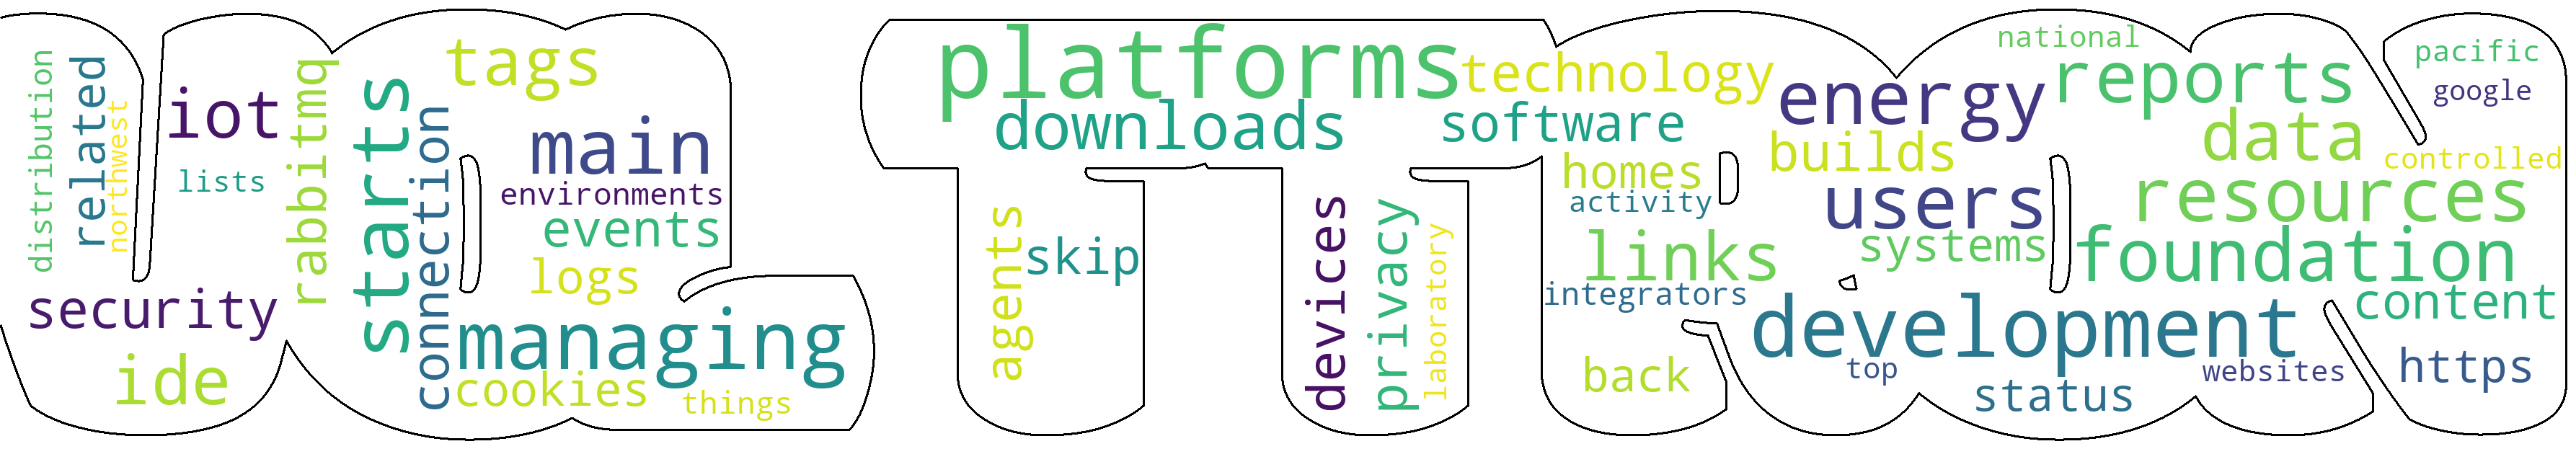 distribution
related
northwest
iot
lists
security
ide
rabbitmq
starts
connection
tags
main
environments
events
logs
managing
cookies
things
platforms
downloads
agents
skip
devices
privacy
laboratory
technology
software
homes
activity
links
integrators
back
energy
builds
users
systems
development
top
status
websites
national
reports
data
resources
foundation
content
https
pacific
google
controlled